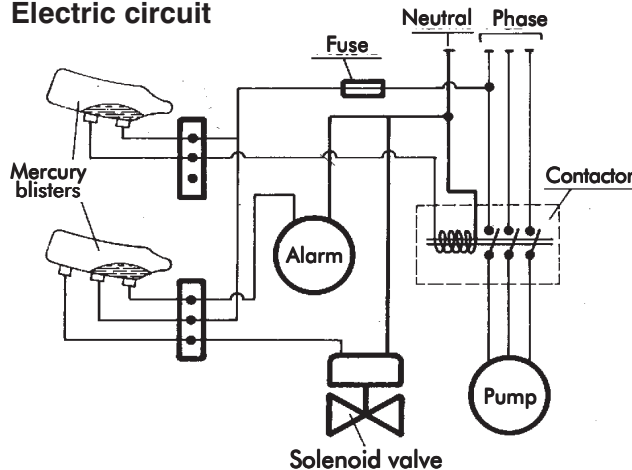 Electric circuit
Neutral Phase
Fuse
Mercury
blisters
Contactor
Alarm
Pump
Solenoid valve